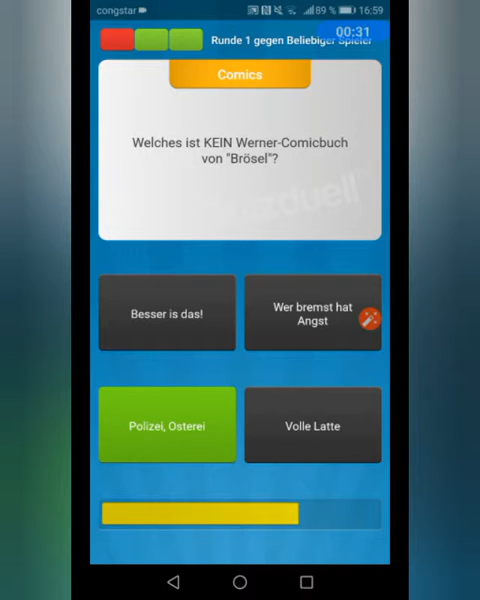 congstar 89 % 16:59
Runde 1 gegen Beliebiger Spieler
00:31
Comics
Welches ist KEIN Werner-Comicbuch
von "Brösel"?
zduell
Besser is das!
Wer bremst hat
Angst
Polizei, Osterei
Volle Latte